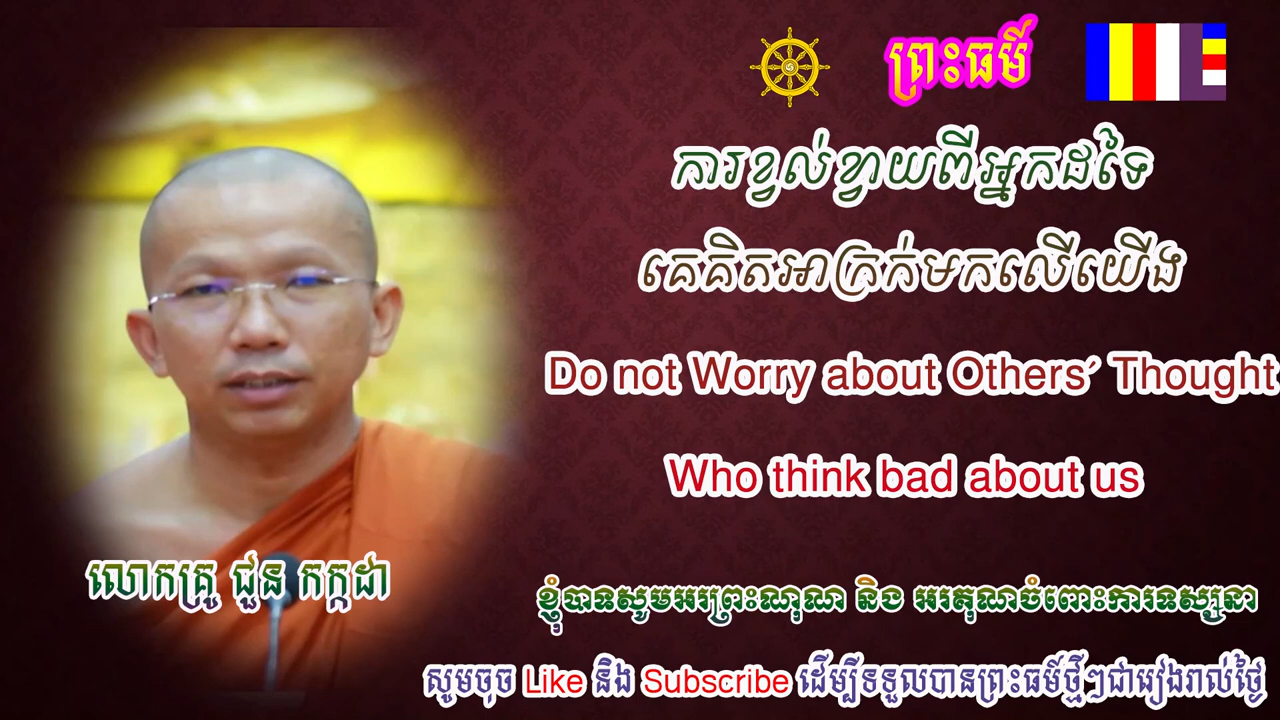 ព្រះធម៌
ការខ្វល់ខ្វាយពីអ្នកដទៃ
គេគិតអាក្រក់មកលើយើង
Do not Worry about Others´ Thought
Who think bad about us
លោកគ្រូ ជួន កក្កដា
ខ្ញុំបាទសូមអរព្រះគុណ និង អរគុណចំពោះការទស្សនា
សូមចុច Like និង Subscribe ដើម្បីទទួលបានព្រះធម៌ថ្មីៗជារៀងរាល់ថ្ងៃ